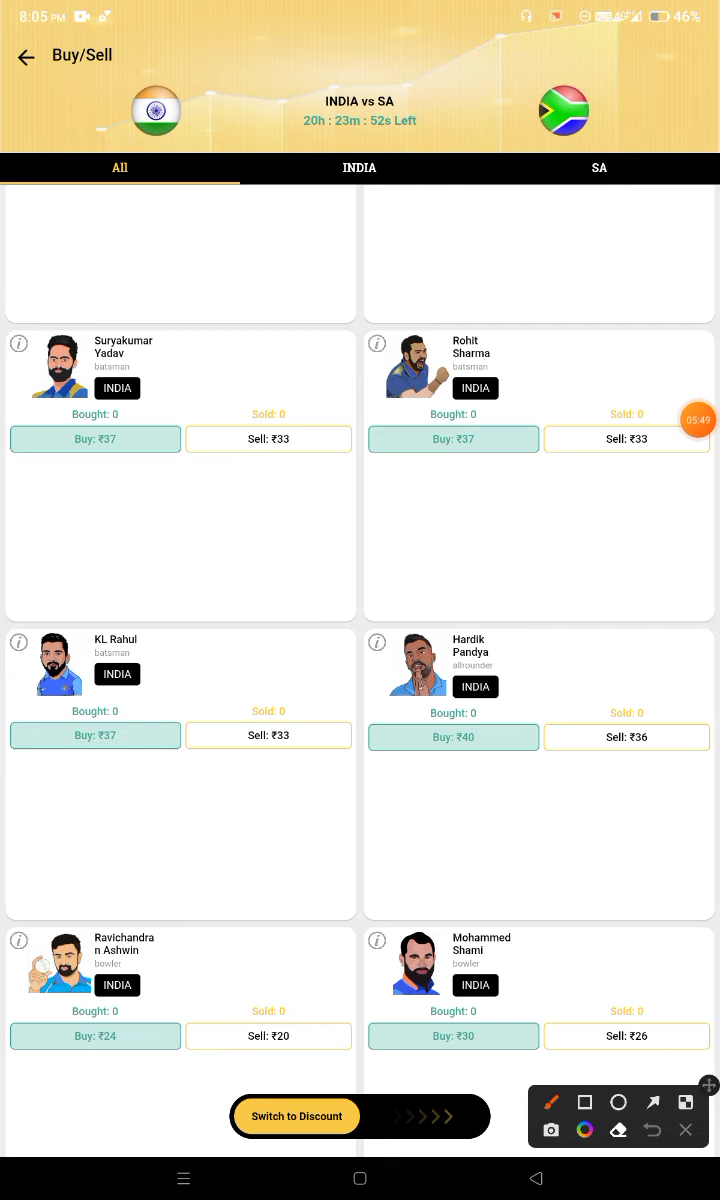 8:05 PM
46%
Buy/Sell
INDIA vs SA
20h : 23m : 52s Left
All
INDIA
SA
Suryakumar
Yadav
batsman
INDIA
Bought: 0
Sold: 0
Buy: ₹37
Sell: ₹33
Rohit
Sharma
batsman
INDIA
Bought: 0
Sold: 0
Buy: ₹37
Sell: ₹33
05:49
KL Rahul
batsman
INDIA
Bought: 0
Sold: 0
Buy: ₹37
Sell: ₹33
Hardik
Pandya
allrounder
INDIA
Bought: 0
Sold: 0
Buy: ₹40
Sell: ₹36
Ravichandra
n Ashwin
bowler
INDIA
Bought: 0
Sold: 0
Buy: ₹24
Sell: ₹20
Mohammed
Shami
bowler
INDIA
Bought: 0
Sold: 0
Buy: ₹30
Sell: ₹26
Switch to Discount